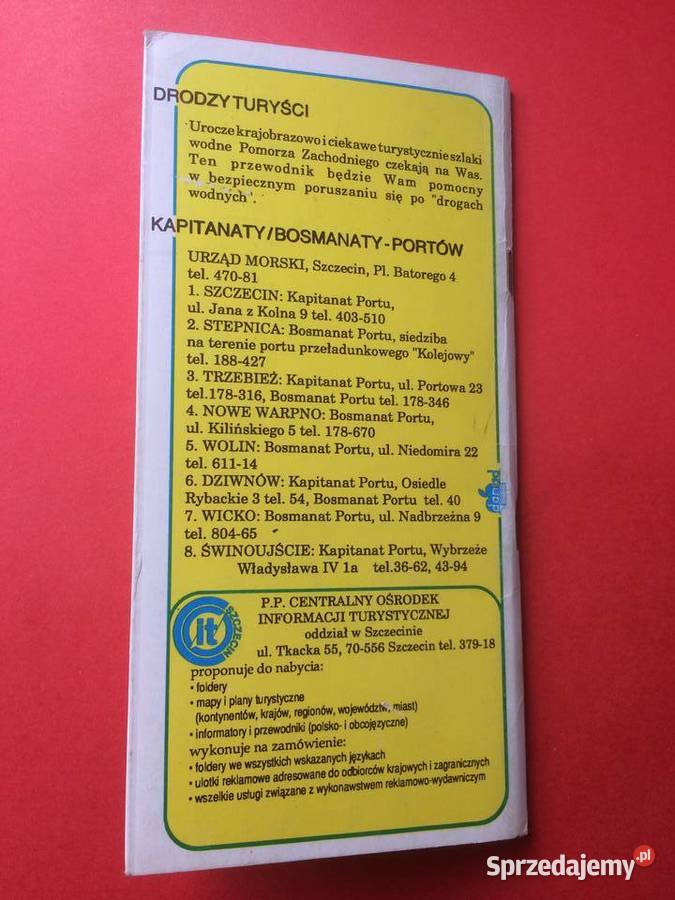 DRODZY TURYŚCI
Urocze krajobrazowo i ciekawe turystycznie szlaki
wodne Pomorza Zachodniego czekają na Was.
Ten przewodnik będzie Wam pomocny
w bezpiecznym poruszaniu się po "drogach
wodnych".
KAPITANATY/BOSMANATY-PORTÓW
URZĄD MORSKI, Szczecin, Pl. Batorego 4
tel. 470-81
1. SZCZECIN: Kapitanat Portu,
ul. Jana z Kolna 9 tel. 403-510
2. STEPNICA: Bosmanat Portu, siedziba
na terenie portu przeładunkowego "Kolejowy"
tel. 188-427
3. TRZEBIEŻ: Kapitanat Portu, ul. Portowa 23
tel.178-316, Bosmanat Portu tel. 178-346
4. NOWE WARPNO: Bosmanat Portu,
ul. Kilińskiego 5 tel. 178-670
5. WOLIN: Bosmanat Portu, ul. Niedomira 22
tel. 611-14
6. DZIWNÓW: Kapitanat Portu, Osiedle
Rybackie 3 tel. 54, Bosmanat Portu tel. 40
7. WICKO: Bosmanat Portu, ul. Nadbrzeżna 9
tel. 804-65
8. ŚWINOUJŚCIE: Kapitanat Portu, Wybrzeże
Władysława IV 1a tel.36-62, 43-94
it
SZCZECIN
P.P. CENTRALNY OŚRODEK
INFORMACJI TURYSTYCZNEJ
oddział w Szczecinie
ul. Tkacka 55, 70-556 Szczecin tel. 379-18
proponuje do nabycia:
• foldery
• mapy i plany turystyczne
(kontynentów, krajów, regionów, województw, miast)
• informatory i przewodniki (polsko- i obcojęzyczne)
wykonuje na zamówienie:
• foldery we wszystkich wskazanych językach
• ulotki reklamowe adresowane do odbiorców krajowych i zagranicznych
• wszelkie usługi związane z wykonawstwem reklamowo-wydawniczym
Sprzedajemy.pl